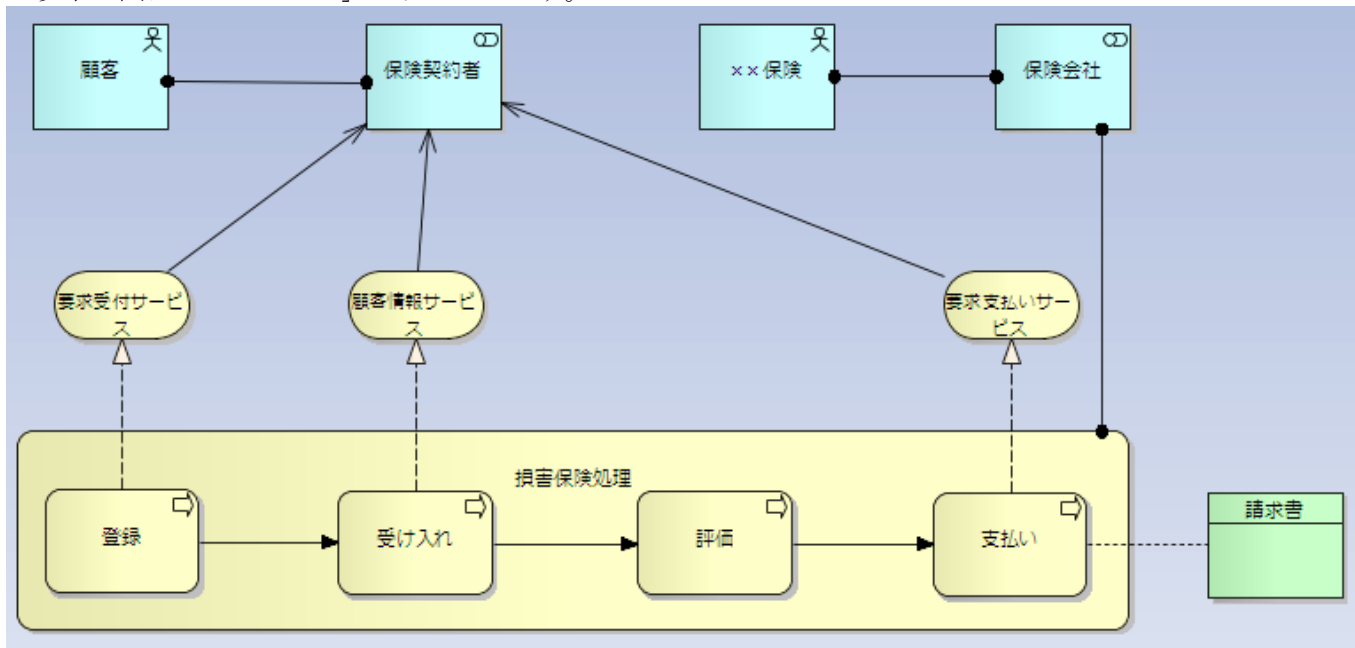 顧客
保険契約者
××保険
保険会社
要求受付サービ
ス
顧客情報サービ
ス
要求支払いサー
ビス
損害保険処理
登録
受け入れ
評価
支払い
請求書